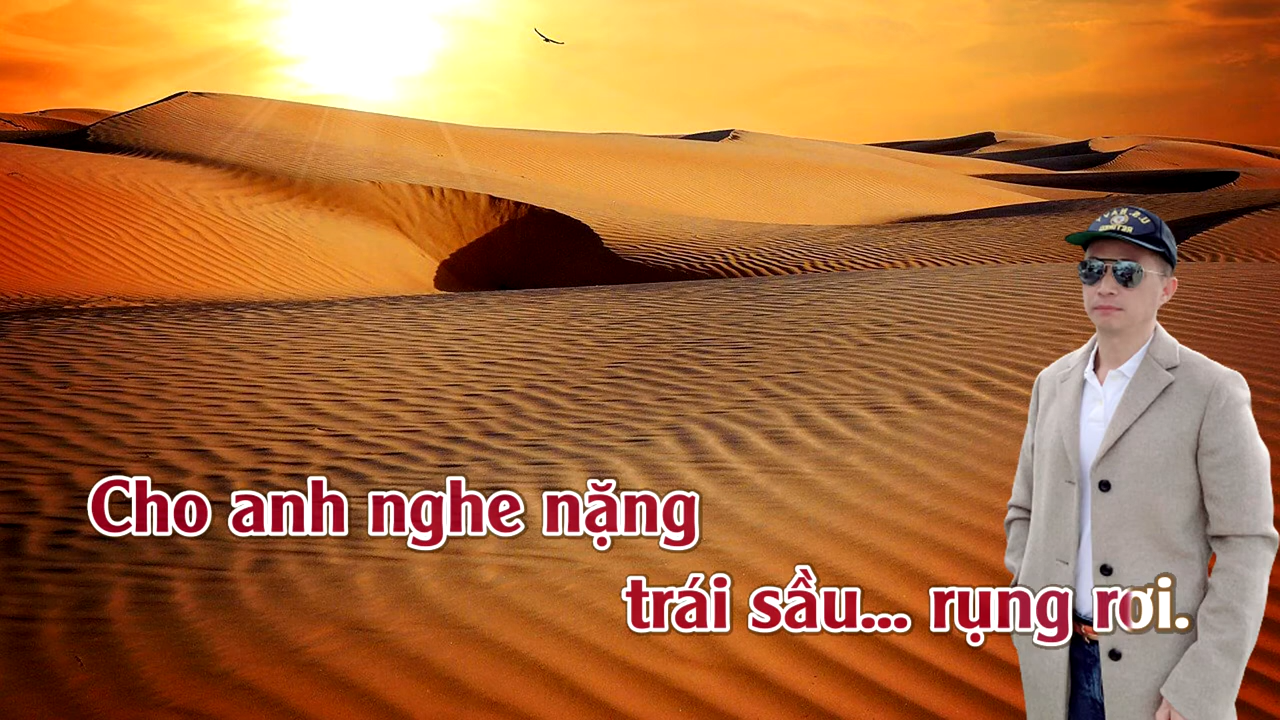 Cho anh nghe nặng
trái sầu... rụng rơi.